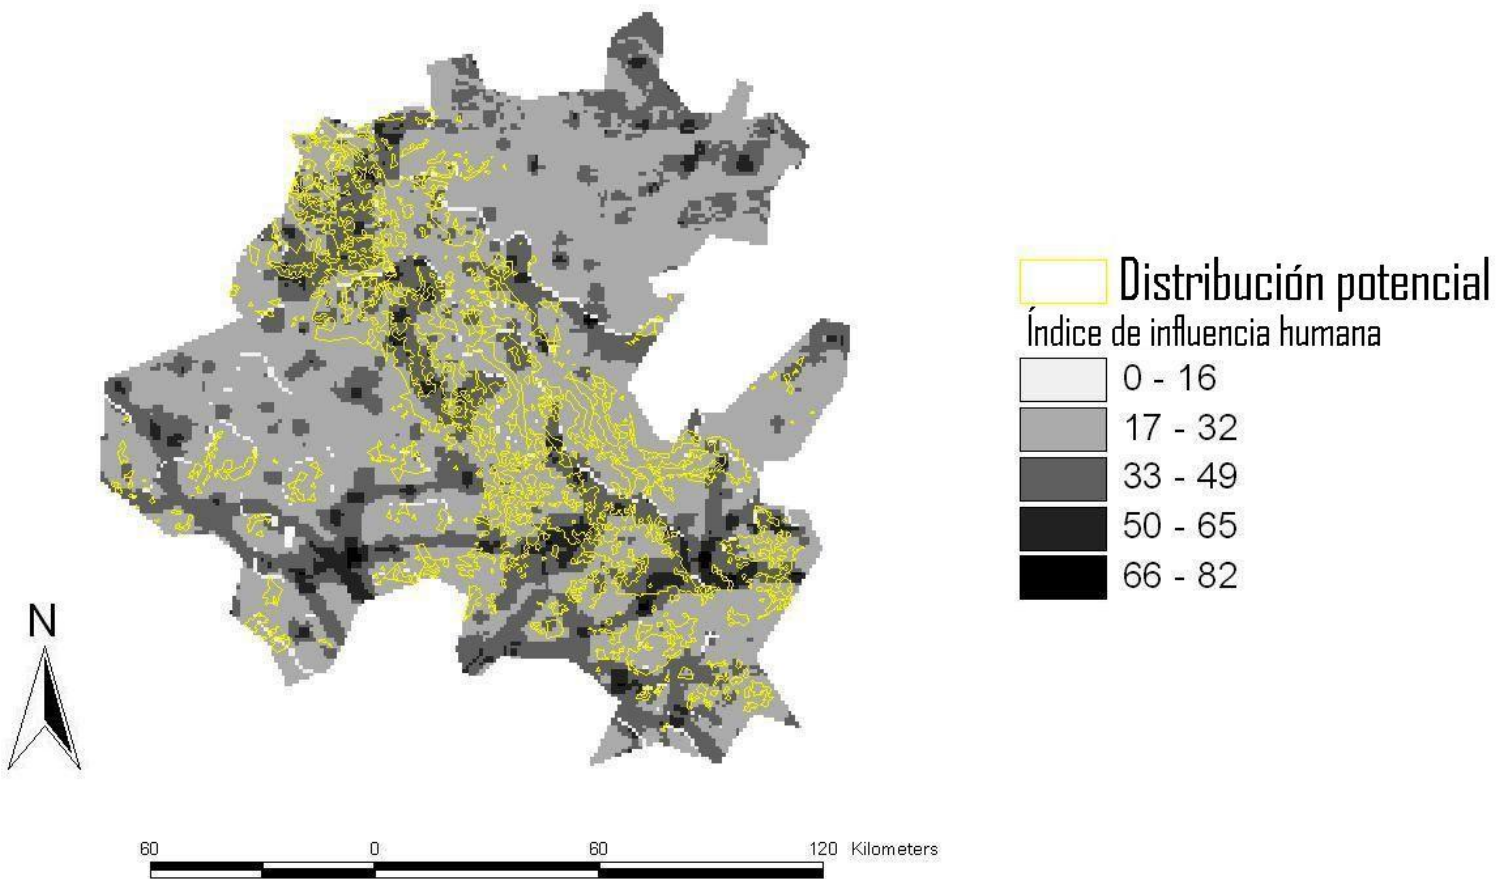 Distribución potencial
Índice de influencia humana
0 - 16
17 - 32
33 - 49
50 - 65
66 - 82
N
60 0 60 120 Kilometers